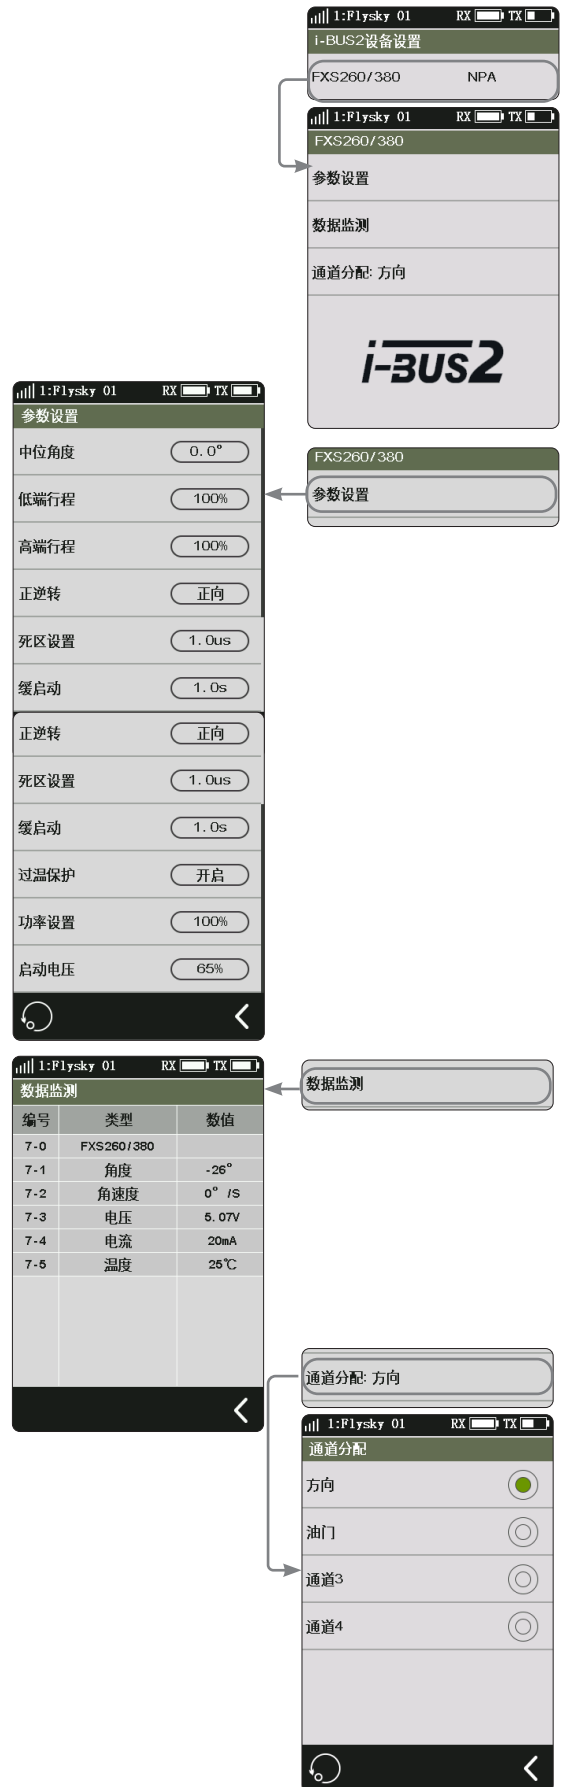 1:Flysky 01 RX TX
i-BUS2设备设置
FXS260/380 NPA
1:Flysky 01 RX TX
FXS260/380
参数设置
数据监测
通道分配: 方向
i-BUS2
1:Flysky 01 RX TX
参数设置
中位角度 0.0°
低端行程 100%
高端行程 100%
正逆转 正向
死区设置 1.0us
缓启动 1.0s
正逆转 正向
死区设置 1.0us
缓启动 1.0s
过温保护 开启
功率设置 100%
启动电压 65%
FXS260/380
参数设置
1:Flysky 01 RX TX
数据监测
编号 类型 数值
7-0 FXS260/380
7-1 角度 -26°
7-2 角速度 0° /S
7-3 电压 5.07V
7-4 电流 20mA
7-5 温度 25℃
数据监测
通道分配: 方向
1:Flysky 01 RX TX
通道分配
方向
油门
通道3
通道4